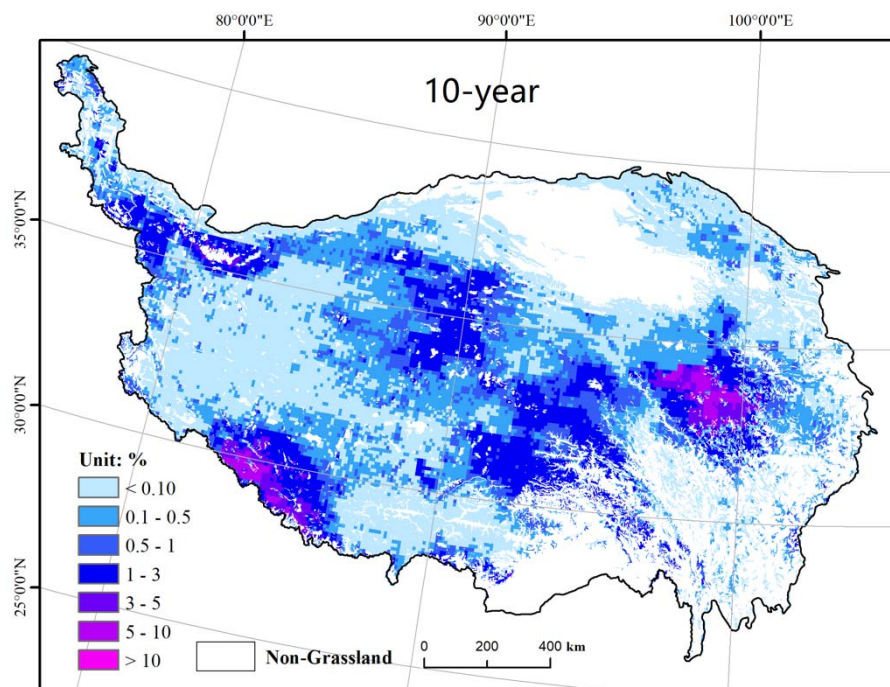 80°0'0"E 90°0'0"E 100°0'0"E
10-year
35°0'0"N
30°0'0"N
25°0'0"N
Unit: %
< 0.10
0.1 - 0.5
0.5 - 1
1 - 3
3 - 5
5 - 10
> 10
Non-Grassland
0 200 400 km